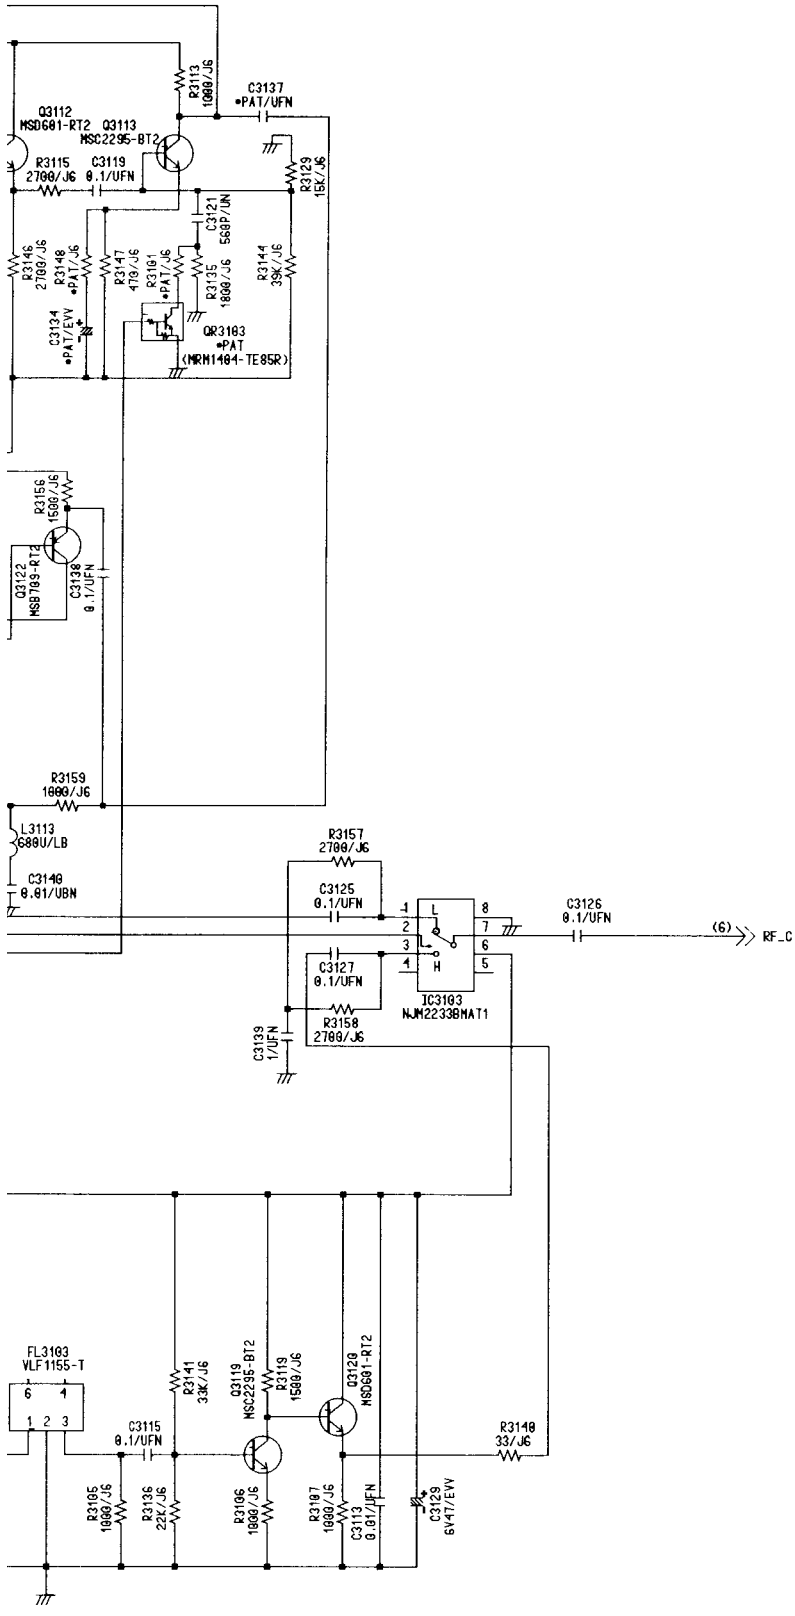 R3113
1000/J6
C3137
*PAT/UFN
Q3112
MSD601-RT2
Q3113
MSC2295-BT2
R3115
2700/J6
C3119
0.1/UFN
R3129
15K/J6
C3121
560P/UN
R3146
2700/J6
R3148
*PAT/J6
R3147
470/J6
R3101
*PAT/J6
R3135
1800/J6
R3144
39K/J6
C3134
*PAT/EVV
+
-
QR3103
*PAT
(MRM1404-TE85R)
R3156
1500/J6
Q3122
MSB709-RT2
C3138
0.1/UFN
R3159
1000/J6
L3113
680U/LB
C3140
0.01/UBN
R3157
2700/J6
C3125
0.1/UFN
1
L
8
2
7
3
H
6
4
5
C3126
0.1/UFN
(6)
RF_C
C3127
0.1/UFN
IC3103
NJM2233BMAT1
R3158
2700/J6
C3139
1/UFN
FL3103
VLF1155-T
6
4
1
2
3
R3141
33K/J6
Q3119
MSC2295-BT2
R3119
1500/J6
Q3120
MSD601-RT2
C3115
0.1/UFN
R3140
33/J6
R3105
1000/J6
R3136
22K/J6
R3106
1000/J6
R3107
1000/J6
C3113
0.01/UFN
+
-
C3129
6V47/EVV